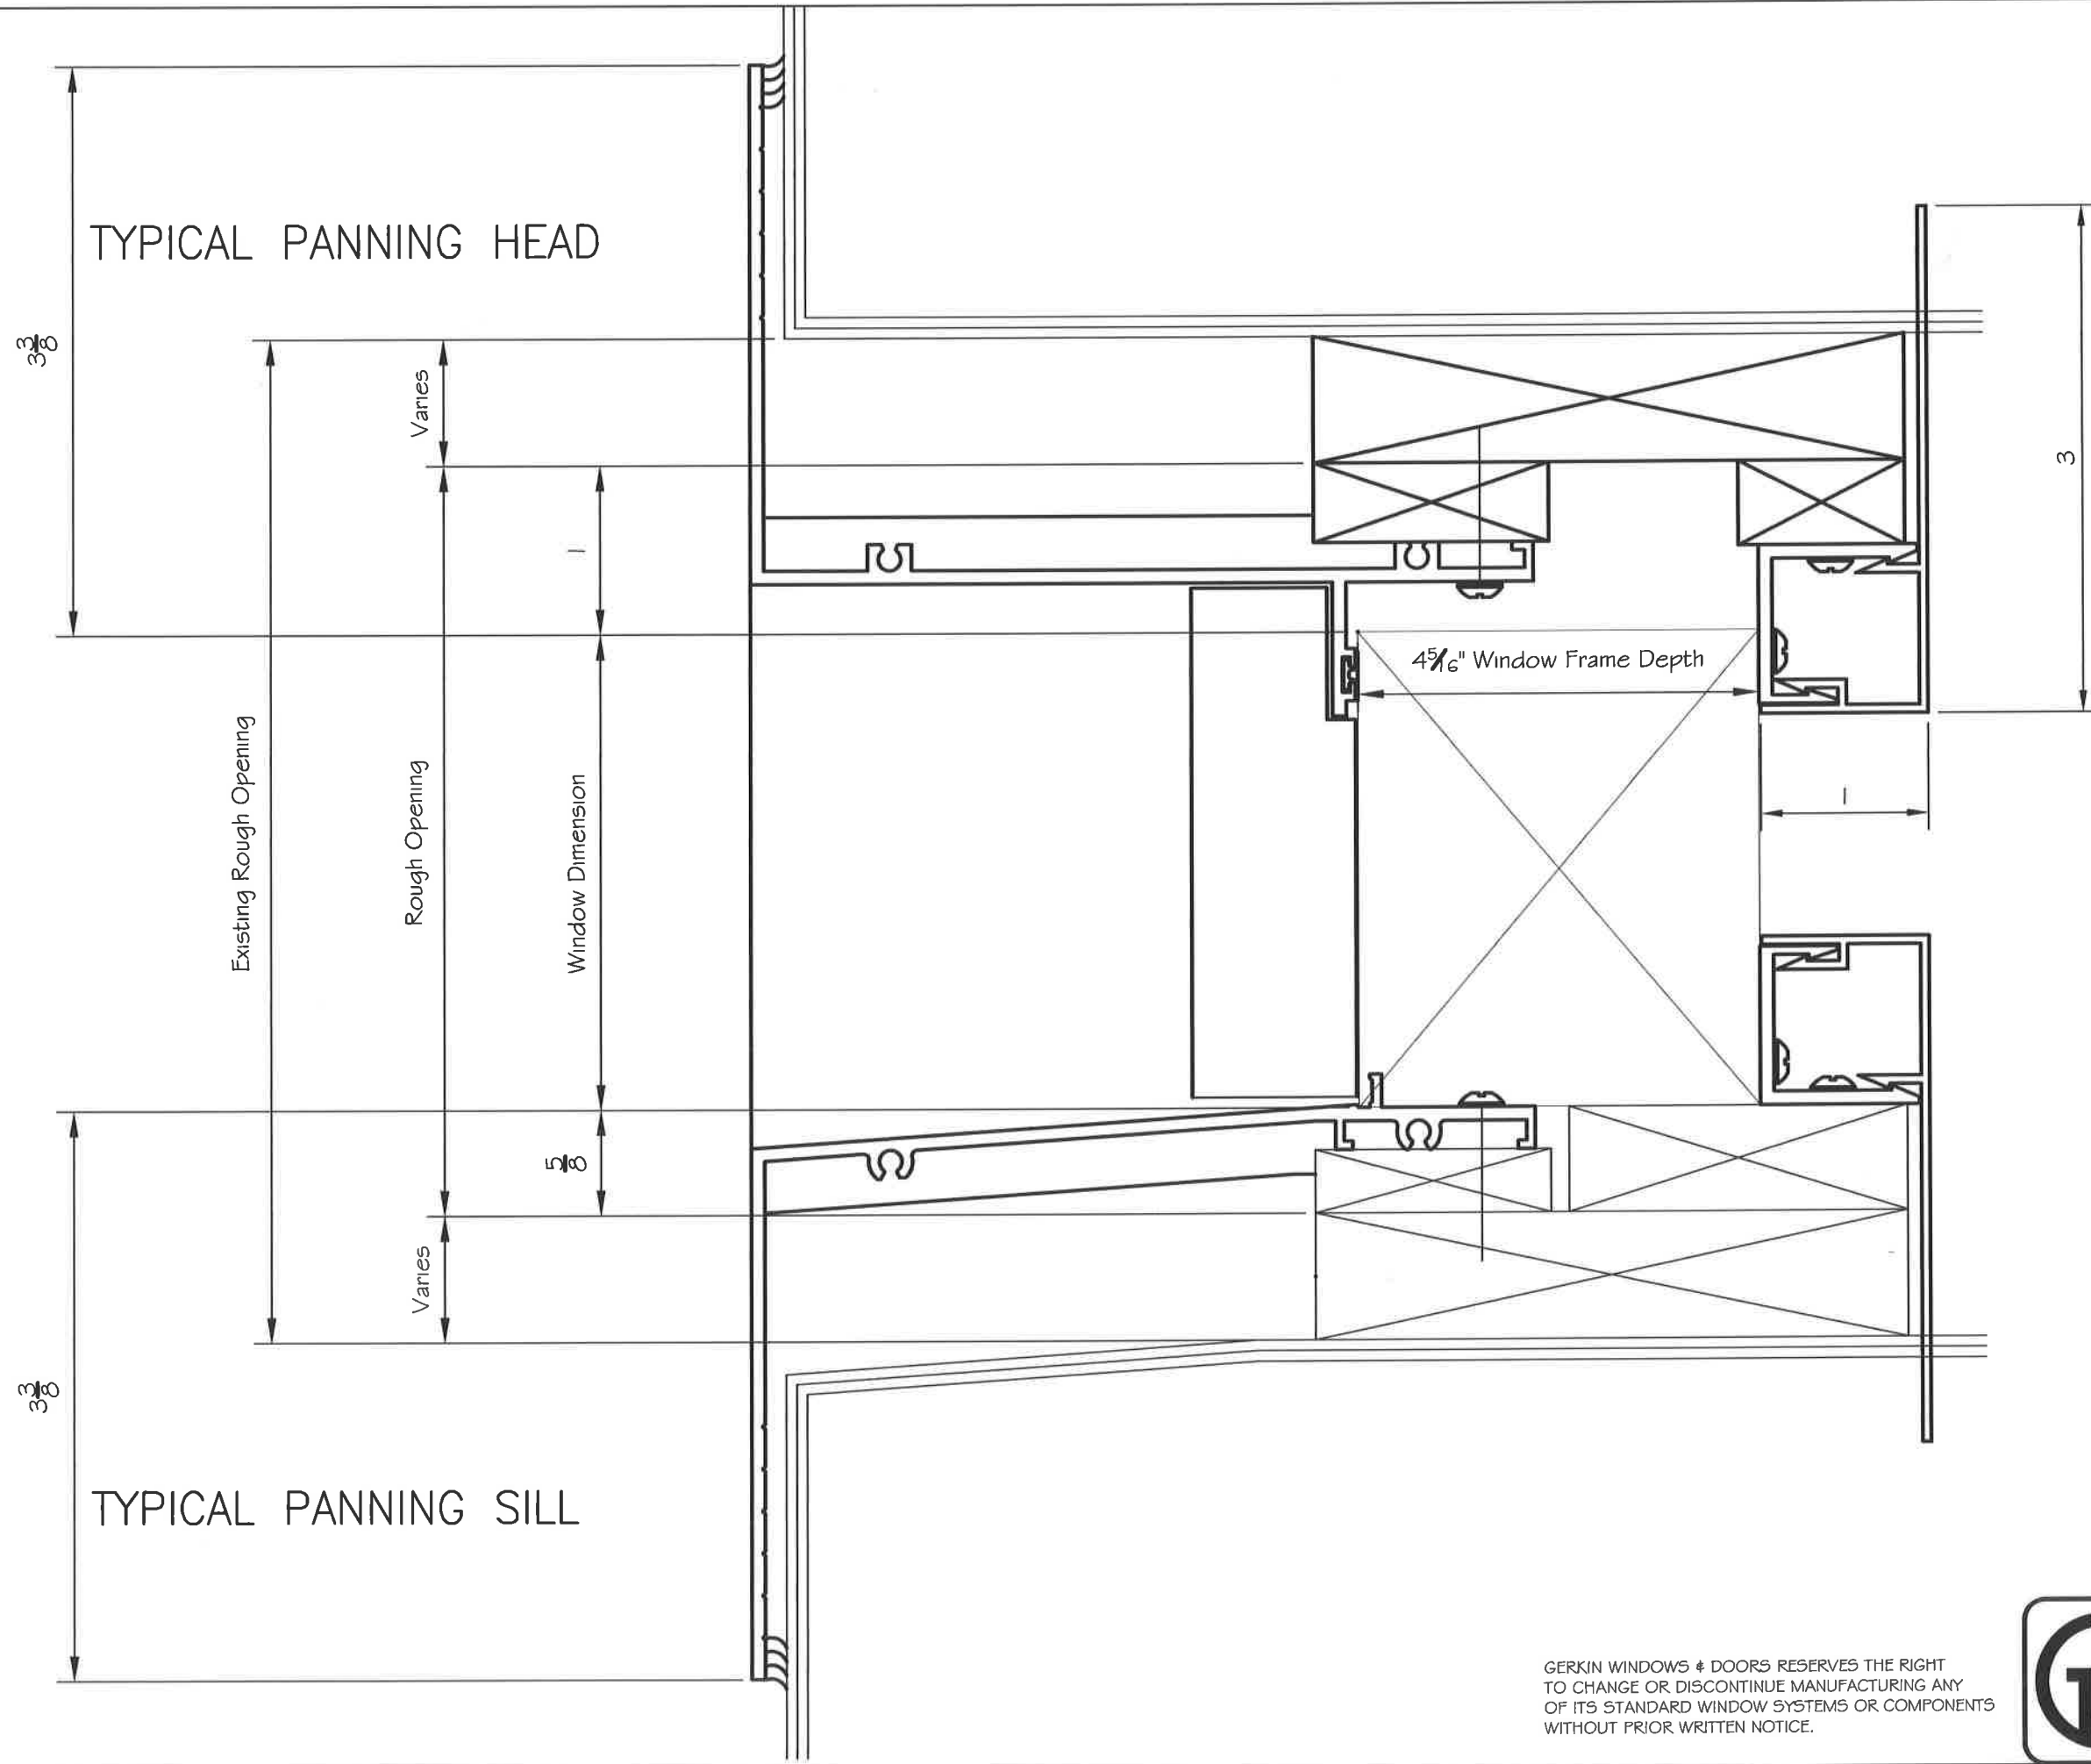 TYPICAL PANNING HEAD
3 3/8
Varies
1
3
4 5/16" Window Frame Depth
Existing Rough Opening
Rough Opening
Window Dimension
1
5/8
Varies
3 3/8
TYPICAL PANNING SILL
GERKIN WINDOWS & DOORS RESERVES THE RIGHT
TO CHANGE OR DISCONTINUE MANUFACTURING ANY
OF ITS STANDARD WINDOW SYSTEMS OR COMPONENTS
WITHOUT PRIOR WRITTEN NOTICE.